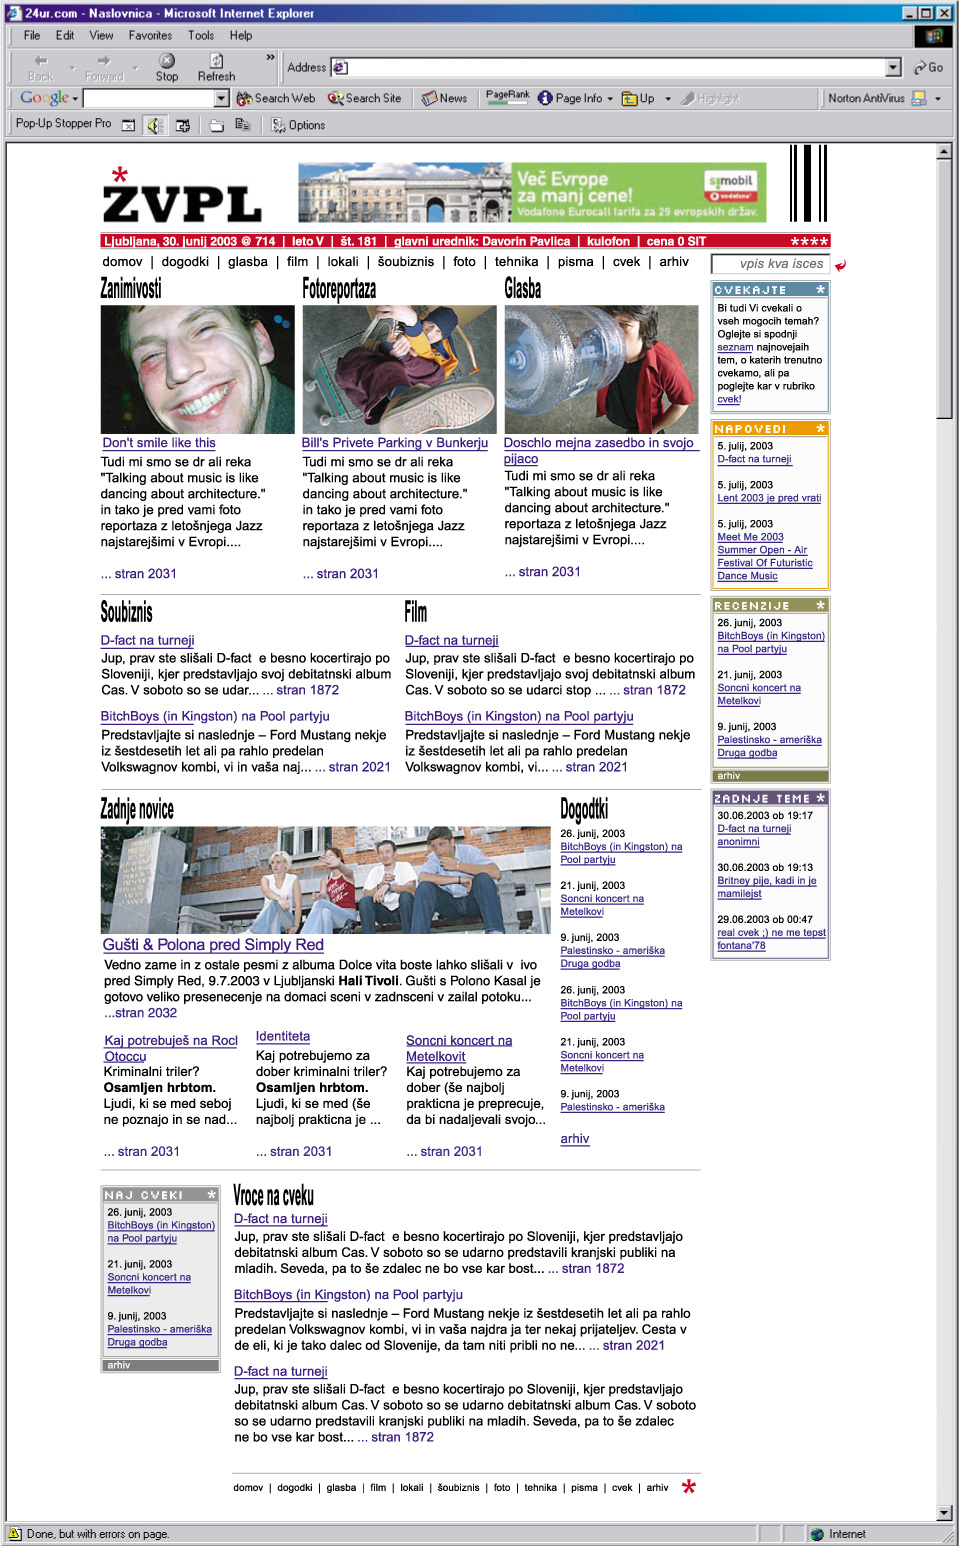 24ur.com - Naslovnica - Microsoft Internet Explorer
File Edit View Favorites Tools Help
Back Forward Stop Refresh » Address Go
Google Search Web Search Site News PageRank Page Info Up Highlight Norton AntiVirus
Pop-Up Stopper Pro Options
*
ŽVPL
Več Evrope
za manj cene!
Vodafone Eurocall tarifa za 29 evropskih držav.
si.mobil
vodafone
Ljubljana, 30. junij 2003 @ 714 | leto V | št. 181 | glavni urednik: Davorin Pavlica | kulofon | cena 0 SIT ****
domov | dogodki | glasba | film | lokali | šoubiznis | foto | tehnika | pisma | cvek | arhiv
vpis kva isces
Zanimivosti
Don't smile like this
Tudi mi smo se dr ali reka
"Talking about music is like
dancing about architecture."
in tako je pred vami foto
reportaza z letošnjega Jazz
najstarejšimi v Evropi....
... stran 2031
Fotoreportaza
Bill's Privete Parking v Bunkerju
Tudi mi smo se dr ali reka
"Talking about music is like
dancing about architecture."
in tako je pred vami foto
reportaza z letošnjega Jazz
najstarejšimi v Evropi....
... stran 2031
Glasba
Doschlo mejna zasedbo in svojo
pijaco
Tudi mi smo se dr ali reka
"Talking about music is like
dancing about architecture."
reportaza z letošnjega Jazz
najstarejšimi v Evropi....
... stran 2031
CVEKAJTE *
Bi tudi Vi cvekali o
vseh mogocih temah?
Oglejte si spodnji
seznam najnovejaih
tem, o katerih trenutno
cvekamo, ali pa
poglejte kar v rubriko
cvek!
NAPOVEDI *
5. julij, 2003
D-fact na turneji
5. julij, 2003
Lent 2003 je pred vrati
5. julij, 2003
Meet Me 2003
Summer Open - Air
Festival Of Futuristic
Dance Music
RECENZIJE *
26. junij, 2003
BitchBoys (in Kingston)
na Pool partyju
21. junij, 2003
Soncni koncert na
Metelkovi
9. junij, 2003
Palestinsko - ameriška
Druga godba
arhiv
ZADNJE TEME *
30.06.2003 ob 19:17
D-fact na turneji
anonimni
30.06.2003 ob 19:13
Britney pije, kadi in je
mamilejst
29.06.2003 ob 00:47
real cvek ;) ne me tepst
fontana'78
Soubiznis
D-fact na turneji
Jup, prav ste slišali D-fact e besno kocertirajo po
Sloveniji, kjer predstavljajo svoj debitatnski album
Cas. V soboto so se udar... ... stran 1872
BitchBoys (in Kingston) na Pool partyju
Predstavljajte si naslednje – Ford Mustang nekje
iz šestdesetih let ali pa rahlo predelan
Volkswagnov kombi, vi in vaša naj... ... stran 2021
Film
D-fact na turneji
Jup, prav ste slišali D-fact e besno kocertirajo po
Sloveniji, kjer predstavljajo svoj debitatnski album
Cas. V soboto so se udarci stop ... ... stran 1872
BitchBoys (in Kingston) na Pool partyju
Predstavljajte si naslednje – Ford Mustang nekje
iz šestdesetih let ali pa rahlo predelan
Volkswagnov kombi, vi... ... stran 2021
Zadnje novice
Gušti & Polona pred Simply Red
Vedno zame in z ostale pesmi z albuma Dolce vita boste lahko slišali v ivo
pred Simply Red, 9.7.2003 v Ljubljanski Hali Tivoli. Gušti s Polono Kasal je
gotovo veliko presenecenje na domaci sceni v zadnsceni v zailal potoku...
...stran 2032
Kaj potrebuješ na Rocl
Otoccu
Kriminalni triler?
Osamljen hrbtom.
Ljudi, ki se med seboj
ne poznajo in se nad...
... stran 2031
Identiteta
Kaj potrebujemo za
dober kriminalni triler?
Osamljen hrbtom.
Ljudi, ki se med (še
najbolj prakticna je ...
... stran 2031
Soncni koncert na
Metelkovit
Kaj potrebujemo za
dober (še najbolj
prakticna je preprecuje,
da bi nadaljevali svojo...
... stran 2031
Dogodtki
26. junij, 2003
BitchBoys (in Kingston) na
Pool partyju
21. junij, 2003
Soncni koncert na
Metelkovi
9. junij, 2003
Palestinsko - ameriška
Druga godba
26. junij, 2003
BitchBoys (in Kingston) na
Pool partyju
21. junij, 2003
Soncni koncert na
Metelkovi
9. junij, 2003
Palestinsko - ameriška
arhiv
NAJ CVEKI *
26. junij, 2003
BitchBoys (in Kingston)
na Pool partyju
21. junij, 2003
Soncni koncert na
Metelkovi
9. junij, 2003
Palestinsko - ameriška
Druga godba
arhiv
Vroce na cveku
D-fact na turneji
Jup, prav ste slišali D-fact e besno kocertirajo po Sloveniji, kjer predstavljajo
debitatnski album Cas. V soboto so se udarno predstavili kranjski publiki na
mladih. Seveda, pa to še zdalec ne bo vse kar bost... ... stran 1872
BitchBoys (in Kingston) na Pool partyju
Predstavljajte si naslednje – Ford Mustang nekje iz šestdesetih let ali pa rahlo
predelan Volkswagnov kombi, vi in vaša najdra ja ter nekaj prijateljev. Cesta v
de eli, ki je tako dalec od Slovenije, da tam niti pribli no ne... ... stran 2021
D-fact na turneji
Jup, prav ste slišali D-fact e besno kocertirajo po Sloveniji, kjer predstavljajo
debitatnski album Cas. V soboto so se udarno debitatnski album Cas. V soboto
so se udarno predstavili kranjski publiki na mladih. Seveda, pa to še zdalec
ne bo vse kar bost... ... stran 1872
domov | dogodki | glasba | film | lokali | šoubiznis | foto | tehnika | pisma | cvek | arhiv *
Done, but with errors on page. Internet